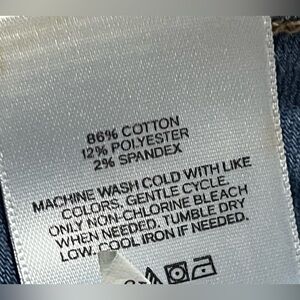 86% COTTON
12% POLYESTER
2% SPANDEX
MACHINE WASH COLD WITH LIKE
COLORS. GENTLE CYCLE.
ONLY NON-CHLORINE BLEACH
WHEN NEEDED. TUMBLE DRY
LOW. COOL IRON IF NEEDED.